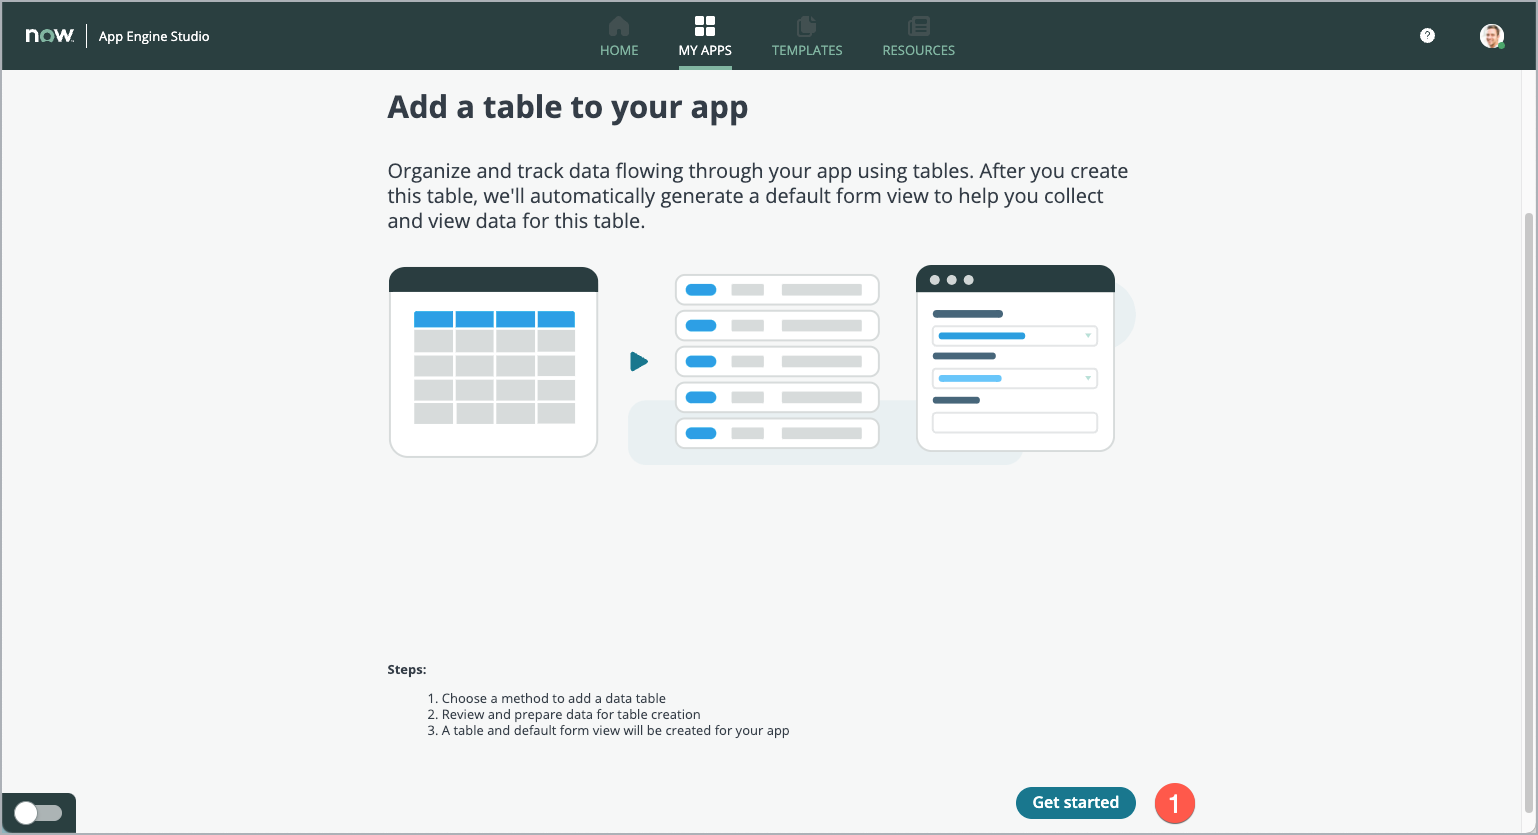 now
App Engine Studio
HOME
MY APPS
TEMPLATES
RESOURCES
?
Add a table to your app
Organize and track data flowing through your app using tables. After you create
this table, we'll automatically generate a default form view to help you collect
and view data for this table.
Steps:
1. Choose a method to add a data table
2. Review and prepare data for table creation
3. A table and default form view will be created for your app
Get started
1